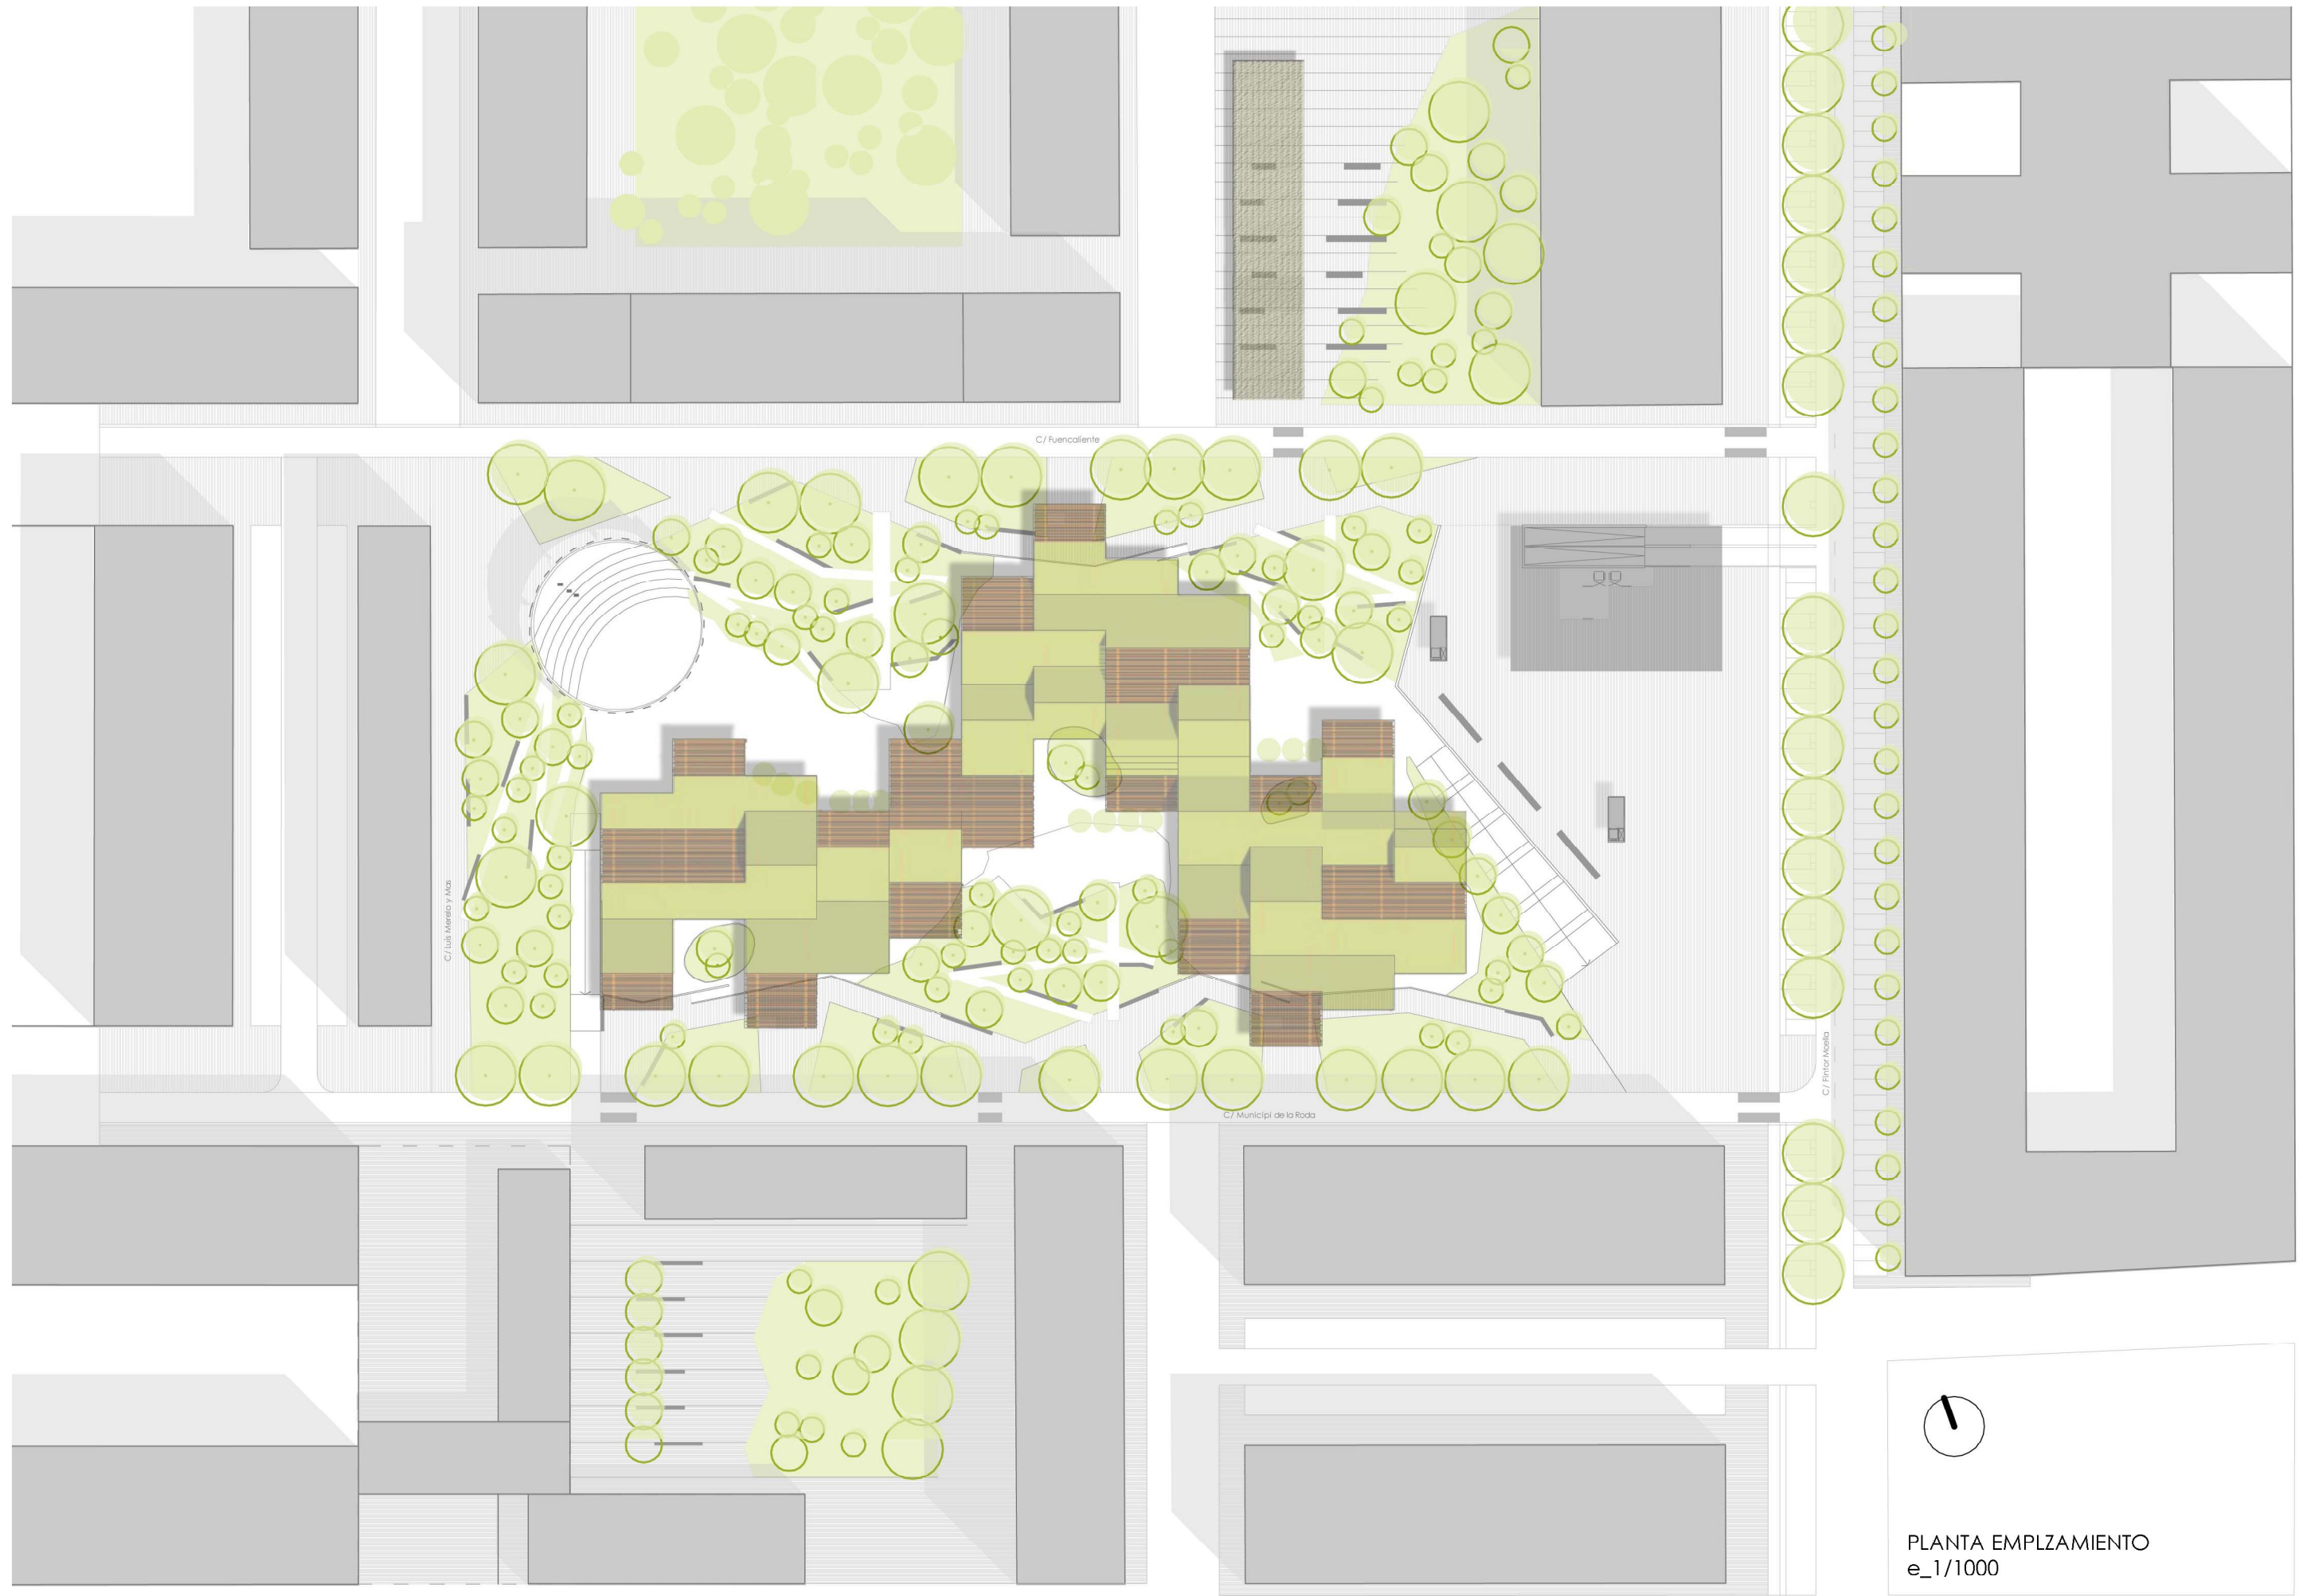 C/ Fuencaliente
C/ Luis Merelo y Mas
C/ Pintor Maella
C/ Municipi de la Roda
PLANTA EMPLZAMIENTO
e_1/1000